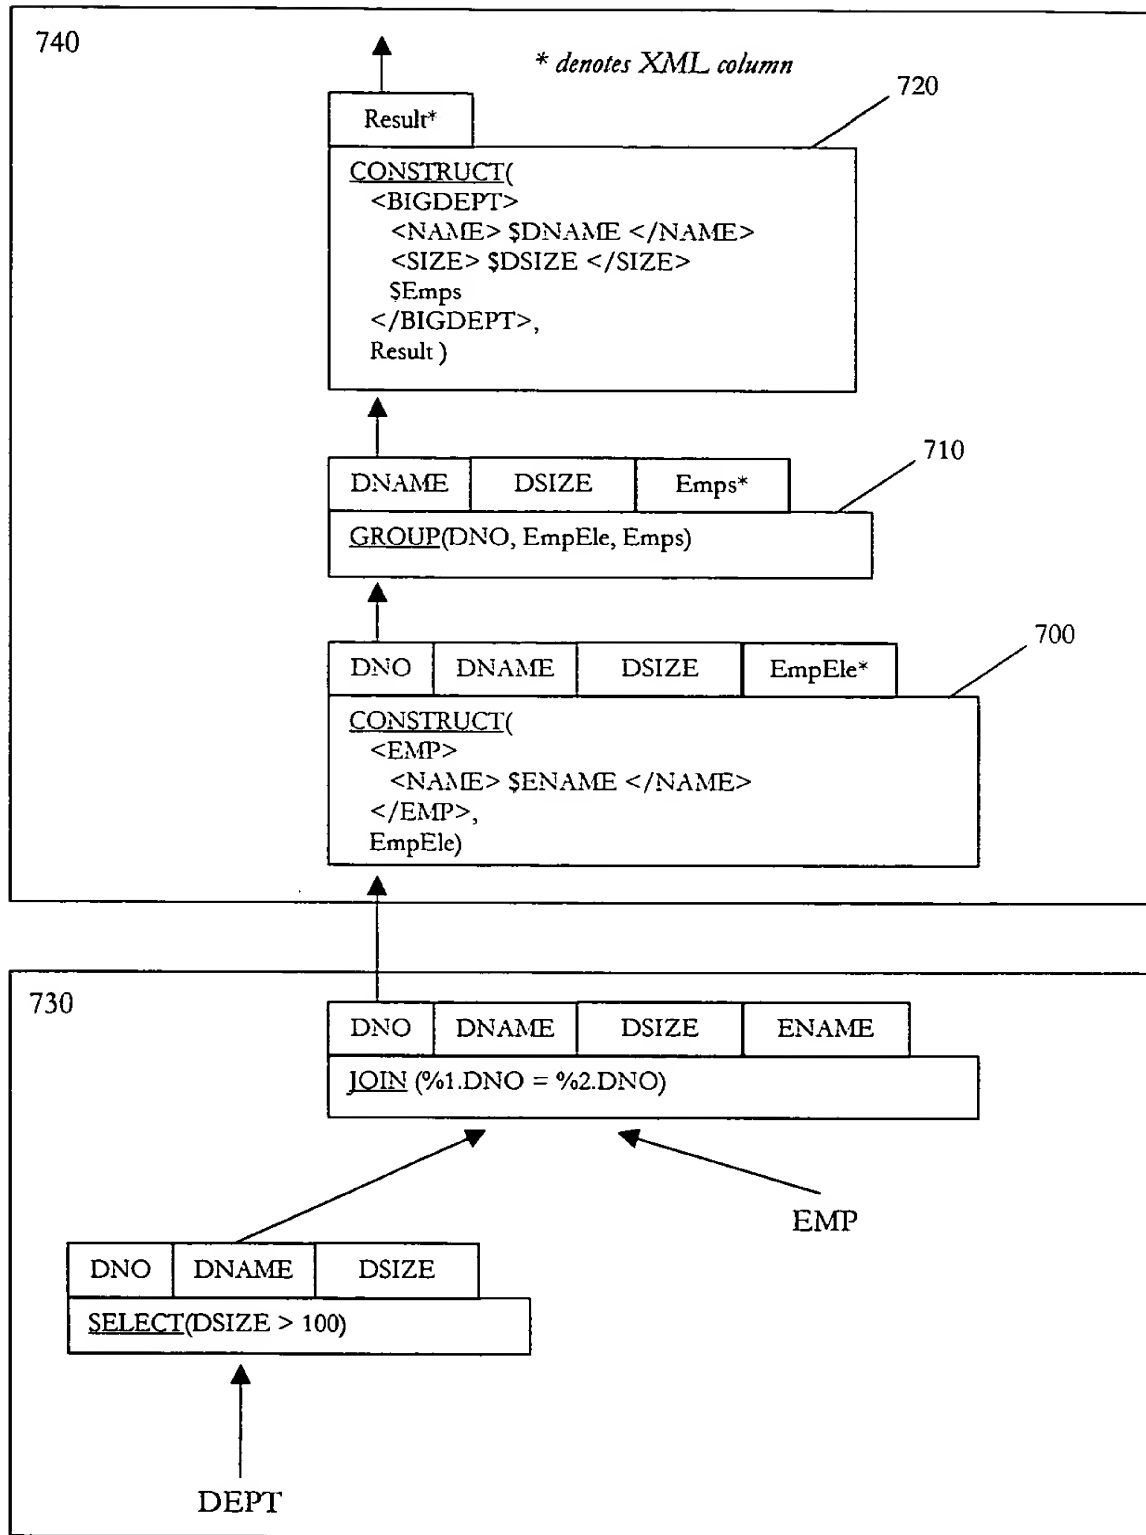 740
* denotes XML column
720
Result*
CONSTRUCT(
<BIGDEPT>
<NAME> $DNAME </NAME>
<SIZE> $DSIZE </SIZE>
$Emps
</BIGDEPT>,
Result )
710
DNAME DSIZE Emps*
GROUP(DNO, EmpEle, Emps)
700
DNO DNAME DSIZE EmpEle*
CONSTRUCT(
<EMP>
<NAME> $ENAME </NAME>
</EMP>,
EmpEle)
730
DNO DNAME DSIZE ENAME
JOIN (%1.DNO = %2.DNO)
EMP
DNO DNAME DSIZE
SELECT(DSIZE > 100)
DEPT